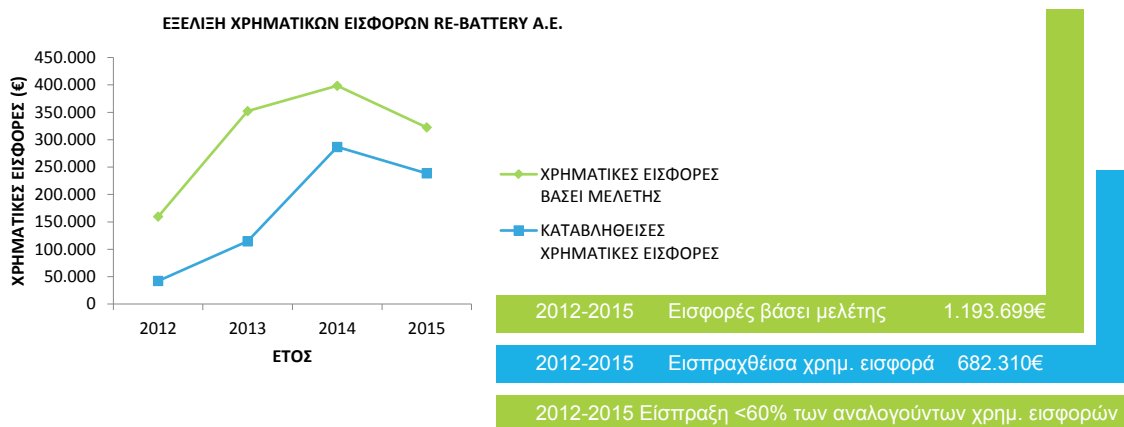 ΕΞΕΛΙΞΗ ΧΡΗΜΑΤΙΚΩΝ ΕΙΣΦΟΡΩΝ RE-BATTERY Α.Ε.
ΧΡΗΜΑΤΙΚΕΣ ΕΙΣΦΟΡΕΣ (€)
450.000
400.000
350.000
300.000
250.000
200.000
150.000
100.000
50.000
0
2012 2013 2014 2015
ΕΤΟΣ
ΧΡΗΜΑΤΙΚΕΣ ΕΙΣΦΟΡΕΣ
ΒΑΣΕΙ ΜΕΛΕΤΗΣ
ΚΑΤΑΒΛΗΘΕΙΣΕΣ
ΧΡΗΜΑΤΙΚΕΣ ΕΙΣΦΟΡΕΣ
2012-2015 Εισφορές βάσει μελέτης 1.193.699€
2012-2015 Εισπραχθείσα χρημ. εισφορά 682.310€
2012-2015 Είσπραξη <60% των αναλογούντων χρημ. εισφορών